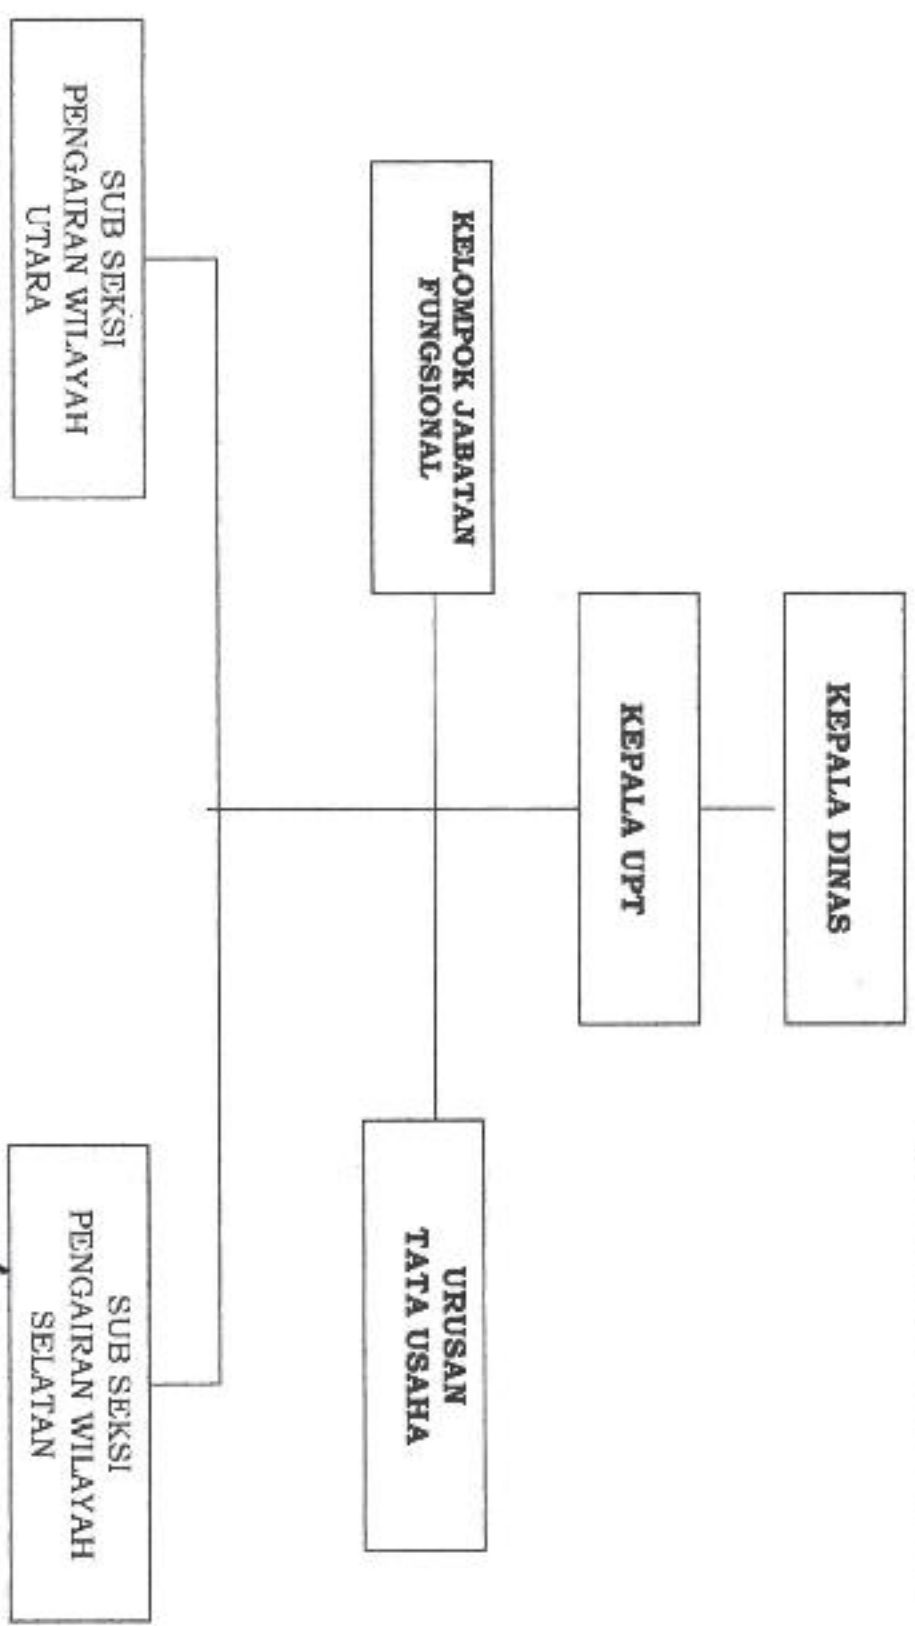 KEPALA DINAS
KEPALA UPT
KELOMPOK JABATAN
FUNGSIONAL
URUSAN
TATA USAHA
SUB SEKSI
PENGAIRAN WILAYAH
UTARA
SUB SEKSI
PENGAIRAN WILAYAH
SELATAN